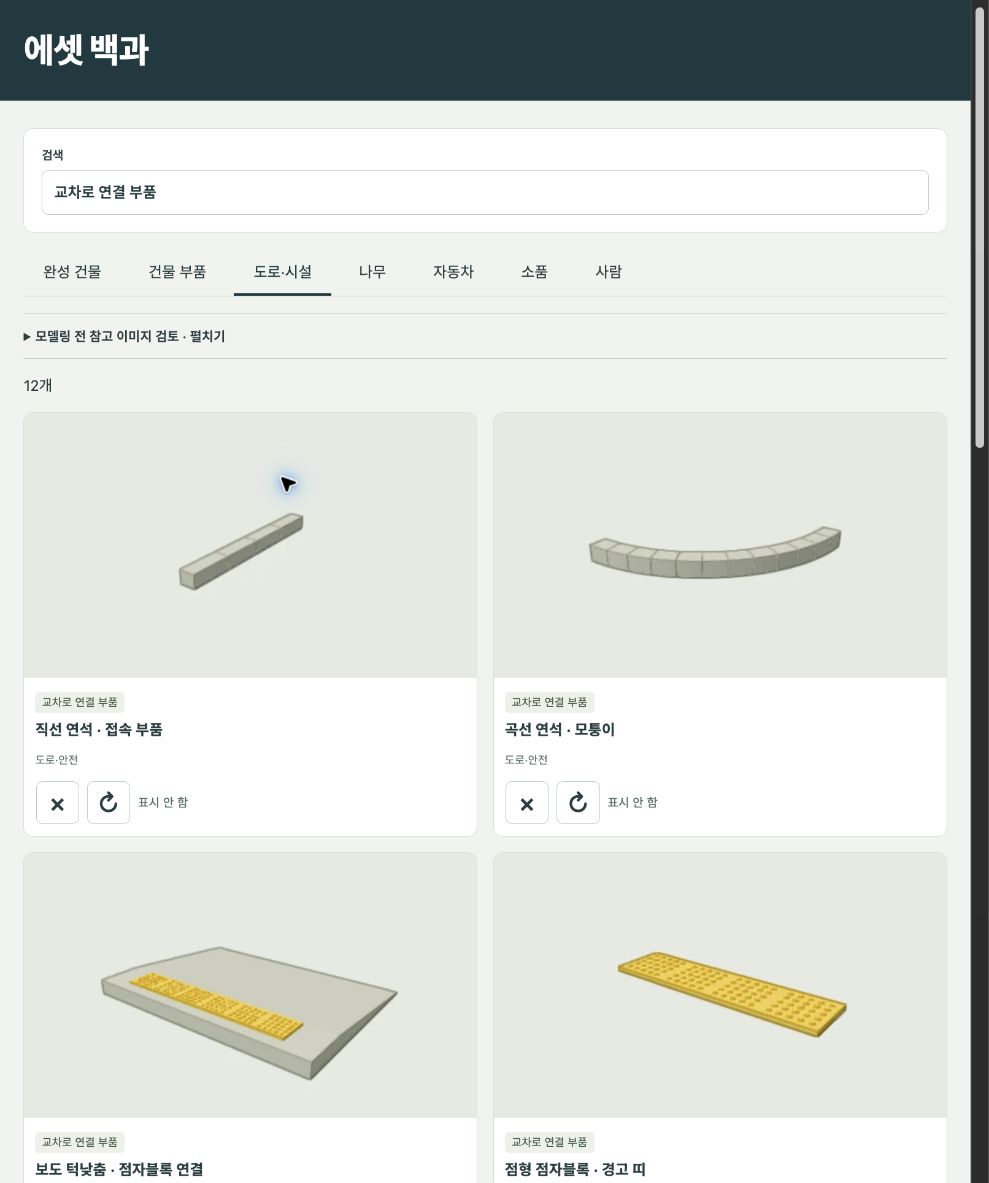 에셋 백과
검색
교차로 연결 부품
완성 건물 건물 부품 도로·시설 나무 자동차 소품 사람
▶ 모델링 전 참고 이미지 검토 · 펼치기
12개
교차로 연결 부품
직선 연석 · 접속 부품
도로·안전
표시 안 함
교차로 연결 부품
곡선 연석 · 모퉁이
도로·안전
표시 안 함
교차로 연결 부품
보도 턱낮춤 · 점자블록 연결
교차로 연결 부품
점형 점자블록 · 경고 띠